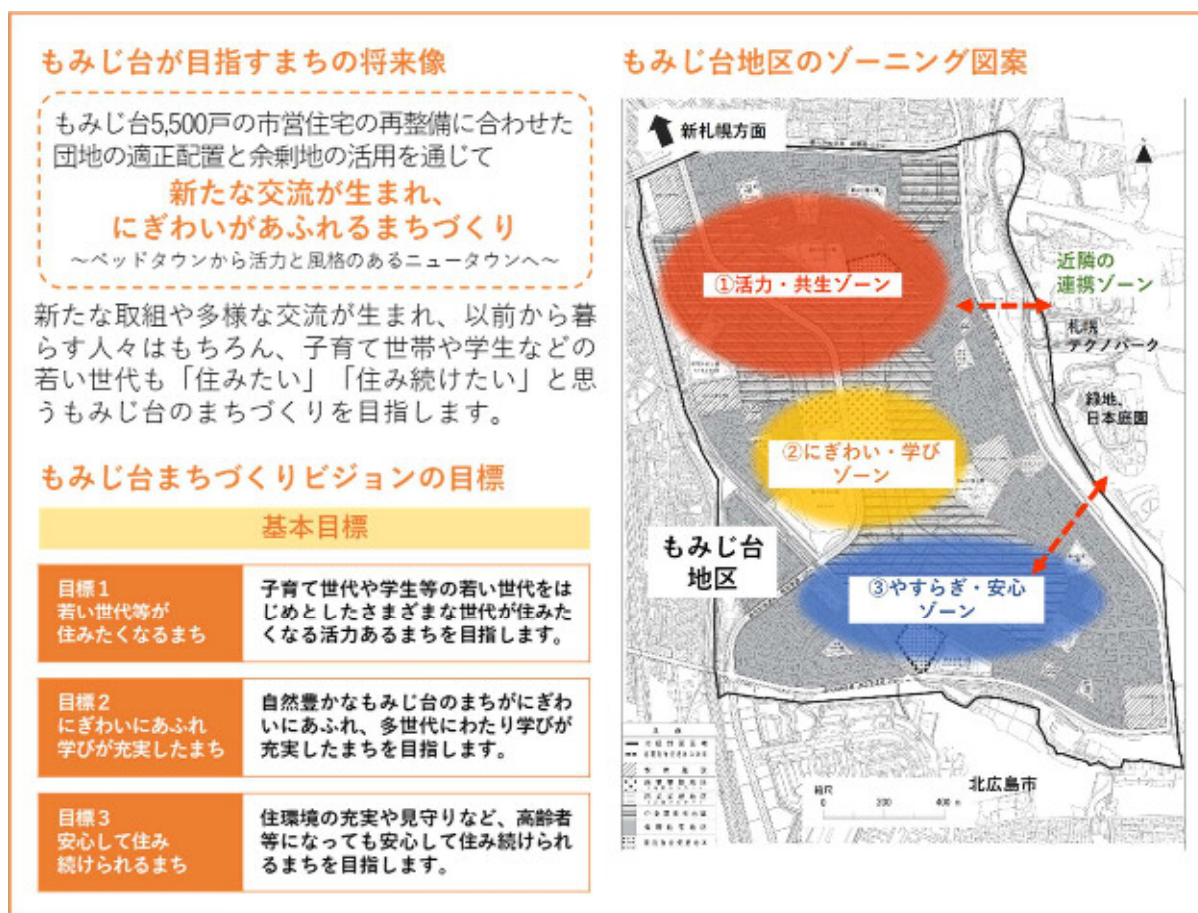 もみじ台が目指すまちの将来像
もみじ台5,500戸の市営住宅の再整備に合わせた
団地の適正配置と余剰地の活用を通じて
新たな交流が生まれ、
にぎわいがあふれるまちづくり
～ベッドタウンから活力と風格のあるニュータウンへ～
新たな取組や多様な交流が生まれ、以前から暮
らす人々はもちろん、子育て世帯や学生などの
若い世代も「住みたい」「住み続けたい」と思
うもみじ台のまちづくりを目指します。
もみじ台まちづくりビジョンの目標
基本目標
目標1
若い世代等が
住みたくなるまち
子育て世代や学生等の若い世代をは
じめとしたさまざまな世代が住みた
くなる活力あるまちを目指します。
目標2
にぎわいにあふれ
学びが充実したまち
自然豊かなもみじ台のまちがにぎわ
いにあふれ、多世代にわたり学びが
充実したまちを目指します。
目標3
安心して住み
続けられるまち
住環境の充実や見守りなど、高齢者
等になっても安心して住み続けられ
るまちを目指します。
もみじ台地区のゾーニング図案
新札幌方面
①活力・共生ゾーン
近隣の
連携ゾーン
札幌
テクノパーク
緑地、
日本庭園
②にぎわい・学び
ゾーン
もみじ台
地区
③やすらぎ・安心
ゾーン
北広島市
縮尺
0 200 400 m